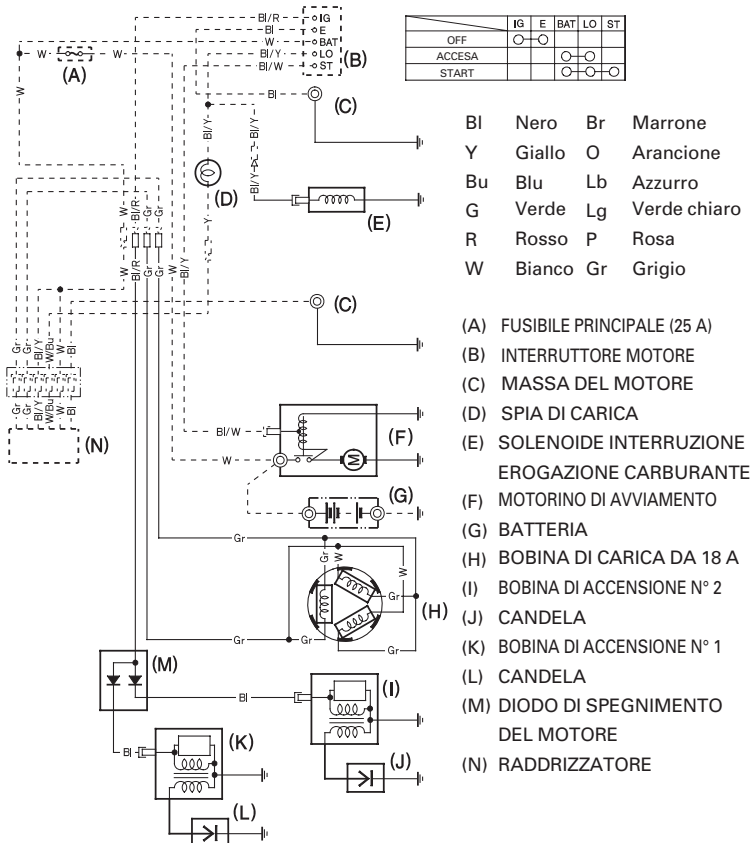 Bl/R IG
Bl E
W BAT
Bl/Y LO
Bl/W ST
(B)
IG E BAT LO ST
OFF
ACCESA
START
W W
(A)
W
Bl
(C)
Bl/Y
Bl/Y
Bl/Y
(D)
Y
(E)
W
Bl/R
Gr
Gr
W
Bl/R
Gr
Gr
W
Bl/Y
(C)
Gr
Gr
Bl/Y
W/Bu
W
Bl
Gr
Gr
Bl/Y
W/Bu
W
Bl
(N)
Bl/W
W
M
(F)
(G)
Gr
Gr
W
W
Gr
(H)
Gr
Gr
Gr
(M)
Bl
(I)
Bl
(K)
(J)
(L)
Bl Nero Br Marrone
Y Giallo O Arancione
Bu Blu Lb Azzurro
G Verde Lg Verde chiaro
R Rosso P Rosa
W Bianco Gr Grigio
(A) FUSIBILE PRINCIPALE (25 A)
(B) INTERRUTTORE MOTORE
(C) MASSA DEL MOTORE
(D) SPIA DI CARICA
(E) SOLENOIDE INTERRUZIONE
EROGAZIONE CARBURANTE
(F) MOTORINO DI AVVIAMENTO
(G) BATTERIA
(H) BOBINA DI CARICA DA 18 A
(I) BOBINA DI ACCENSIONE N° 2
(J) CANDELA
(K) BOBINA DI ACCENSIONE N° 1
(L) CANDELA
(M) DIODO DI SPEGNIMENTO
DEL MOTORE
(N) RADDRIZZATORE